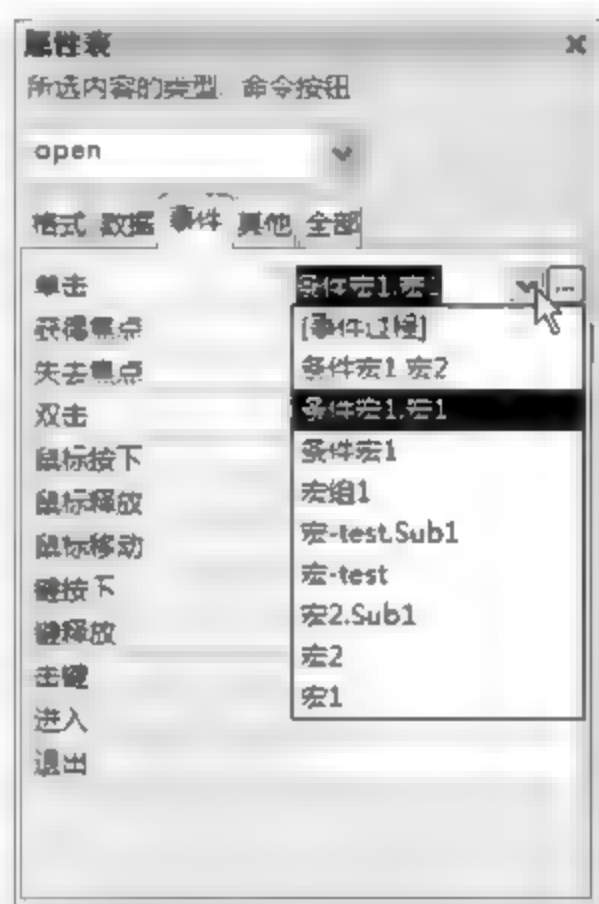 属性表
所选内容的类型: 命令按钮
open
格式 数据 事件 其他 全部
单击 条件宏1.宏1
获得焦点
失去焦点
双击
鼠标按下
鼠标释放
鼠标移动
键按下
键释放
击键
进入
退出
[事件过程]
条件宏1.宏2
条件宏1.宏1
条件宏1
宏组1
宏-test.Sub1
宏-test
宏2.Sub1
宏2
宏1